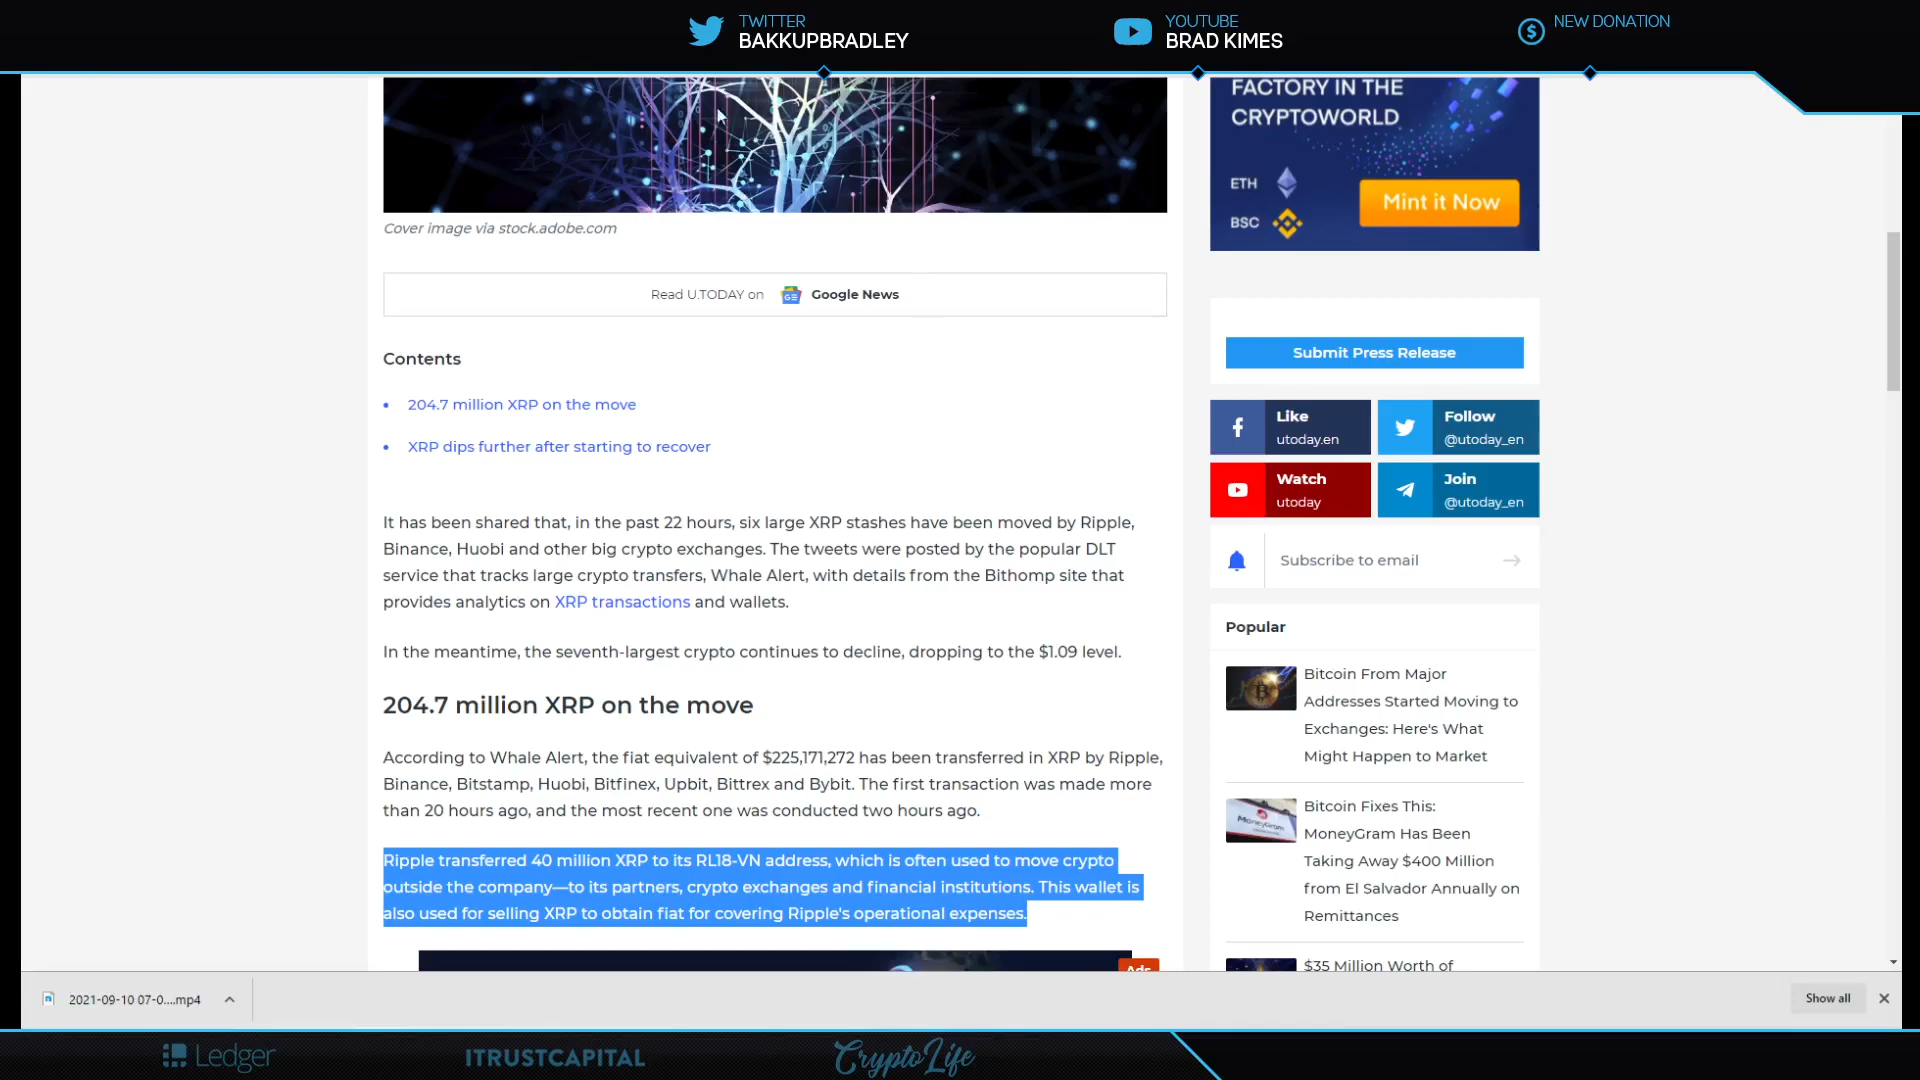 TWITTER
BAKKUPBRADLEY
YOUTUBE
BRAD KIMES
NEW DONATION
FACTORY IN THE
CRYPTOWORLD
ETH
BSC
Mint it Now
Cover image via stock.adobe.com
Read U.TODAY on Google News
Contents
• 204.7 million XRP on the move
• XRP dips further after starting to recover
It has been shared that, in the past 22 hours, six large XRP stashes have been moved by Ripple,
Binance, Huobi and other big crypto exchanges. The tweets were posted by the popular DLT
service that tracks large crypto transfers, Whale Alert, with details from the Bithomp site that
provides analytics on XRP transactions and wallets.
In the meantime, the seventh-largest crypto continues to decline, dropping to the $1.09 level.
204.7 million XRP on the move
According to Whale Alert, the fiat equivalent of $225,171,272 has been transferred in XRP by Ripple,
Binance, Bitstamp, Huobi, Bitfinex, Upbit, Bittrex and Bybit. The first transaction was made more
than 20 hours ago, and the most recent one was conducted two hours ago.
Ripple transferred 40 million XRP to its RL18-VN address, which is often used to move crypto
outside the company—to its partners, crypto exchanges and financial institutions. This wallet is
also used for selling XRP to obtain fiat for covering Ripple's operational expenses.
Ads
Submit Press Release
Like
utoday.en
Follow
@utoday_en
Watch
utoday
Join
@utoday_en
Subscribe to email
Popular
Bitcoin From Major
Addresses Started Moving to
Exchanges: Here's What
Might Happen to Market
MoneyGram
Bitcoin Fixes This:
MoneyGram Has Been
Taking Away $400 Million
from El Salvador Annually on
Remittances
$35 Million Worth of
2021-09-10 07-0....mp4
Show all
Ledger
ITRUSTCAPITAL
CryptoLife